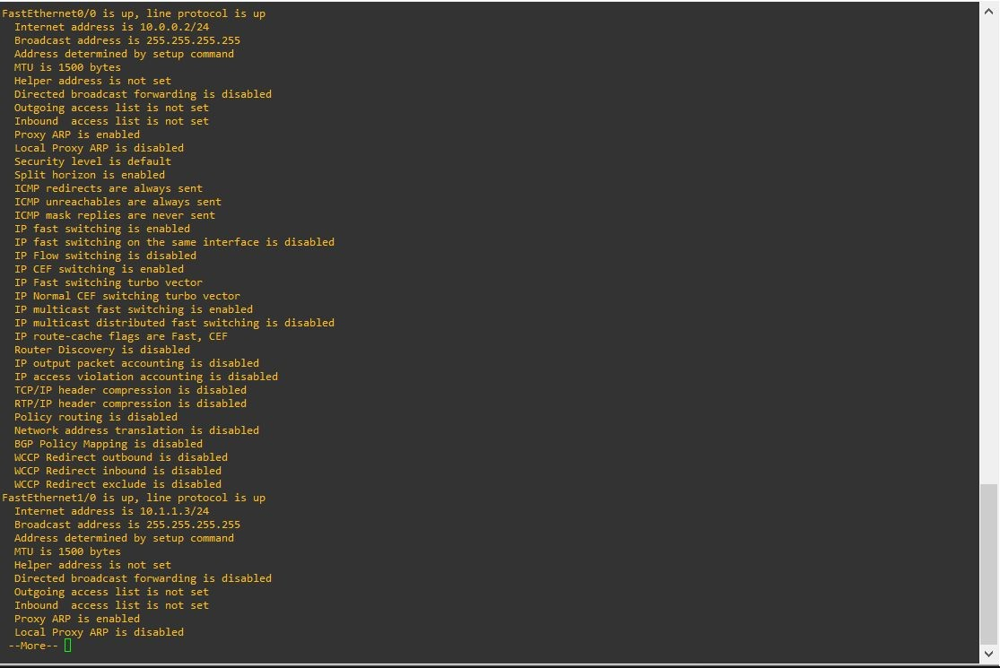 FastEthernet0/0 is up, line protocol is up
  Internet address is 10.0.0.2/24
  Broadcast address is 255.255.255.255
  Address determined by setup command
  MTU is 1500 bytes
  Helper address is not set
  Directed broadcast forwarding is disabled
  Outgoing access list is not set
  Inbound  access list is not set
  Proxy ARP is enabled
  Local Proxy ARP is disabled
  Security level is default
  Split horizon is enabled
  ICMP redirects are always sent
  ICMP unreachables are always sent
  ICMP mask replies are never sent
  IP fast switching is enabled
  IP fast switching on the same interface is disabled
  IP Flow switching is disabled
  IP CEF switching is enabled
  IP Fast switching turbo vector
  IP Normal CEF switching turbo vector
  IP multicast fast switching is enabled
  IP multicast distributed fast switching is disabled
  IP route-cache flags are Fast, CEF
  Router Discovery is disabled
  IP output packet accounting is disabled
  IP access violation accounting is disabled
  TCP/IP header compression is disabled
  RTP/IP header compression is disabled
  Policy routing is disabled
  Network address translation is disabled
  BGP Policy Mapping is disabled
  WCCP Redirect outbound is disabled
  WCCP Redirect inbound is disabled
  WCCP Redirect exclude is disabled
FastEthernet1/0 is up, line protocol is up
  Internet address is 10.1.1.3/24
  Broadcast address is 255.255.255.255
  Address determined by setup command
  MTU is 1500 bytes
  Helper address is not set
  Directed broadcast forwarding is disabled
  Outgoing access list is not set
  Inbound  access list is not set
  Proxy ARP is enabled
  Local Proxy ARP is disabled
 --More--